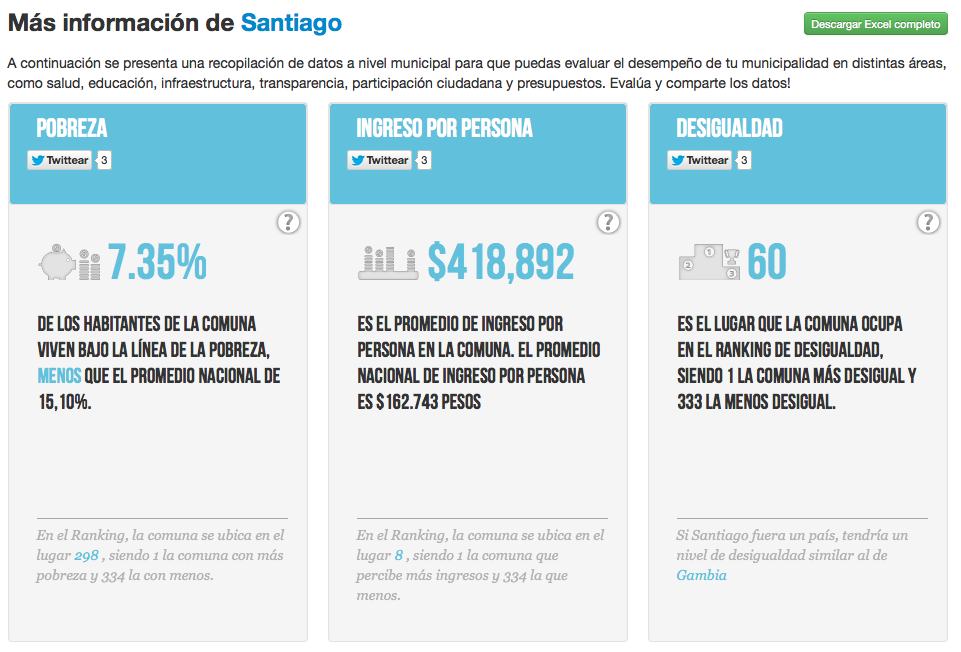 Más información de Santiago
Descargar Excel completo
A continuación se presenta una recopilación de datos a nivel municipal para que puedas evaluar el desempeño de tu municipalidad en distintas áreas,
como salud, educación, infraestructura, transparencia, participación ciudadana y presupuestos. Evalúa y comparte los datos!
POBREZA
Twittear 3
?
7.35%
DE LOS HABITANTES DE LA COMUNA
VIVEN BAJO LA LÍNEA DE LA POBREZA,
MENOS QUE EL PROMEDIO NACIONAL DE
15,10%.
En el Ranking, la comuna se ubica en el
lugar 298 , siendo 1 la comuna con más
pobreza y 334 la con menos.
INGRESO POR PERSONA
Twittear 3
?
$418,892
ES EL PROMEDIO DE INGRESO POR
PERSONA EN LA COMUNA. EL PROMEDIO
NACIONAL DE INGRESO POR PERSONA
ES $162.743 PESOS
En el Ranking, la comuna se ubica en el
lugar 8 , siendo 1 la comuna que
percibe más ingresos y 334 la que
menos.
DESIGUALDAD
Twittear 3
?
1
2
3
60
ES EL LUGAR QUE LA COMUNA OCUPA
EN EL RANKING DE DESIGUALDAD,
SIENDO 1 LA COMUNA MÁS DESIGUAL Y
333 LA MENOS DESIGUAL.
Si Santiago fuera un país, tendría un
nivel de desigualdad similar al de
Gambia